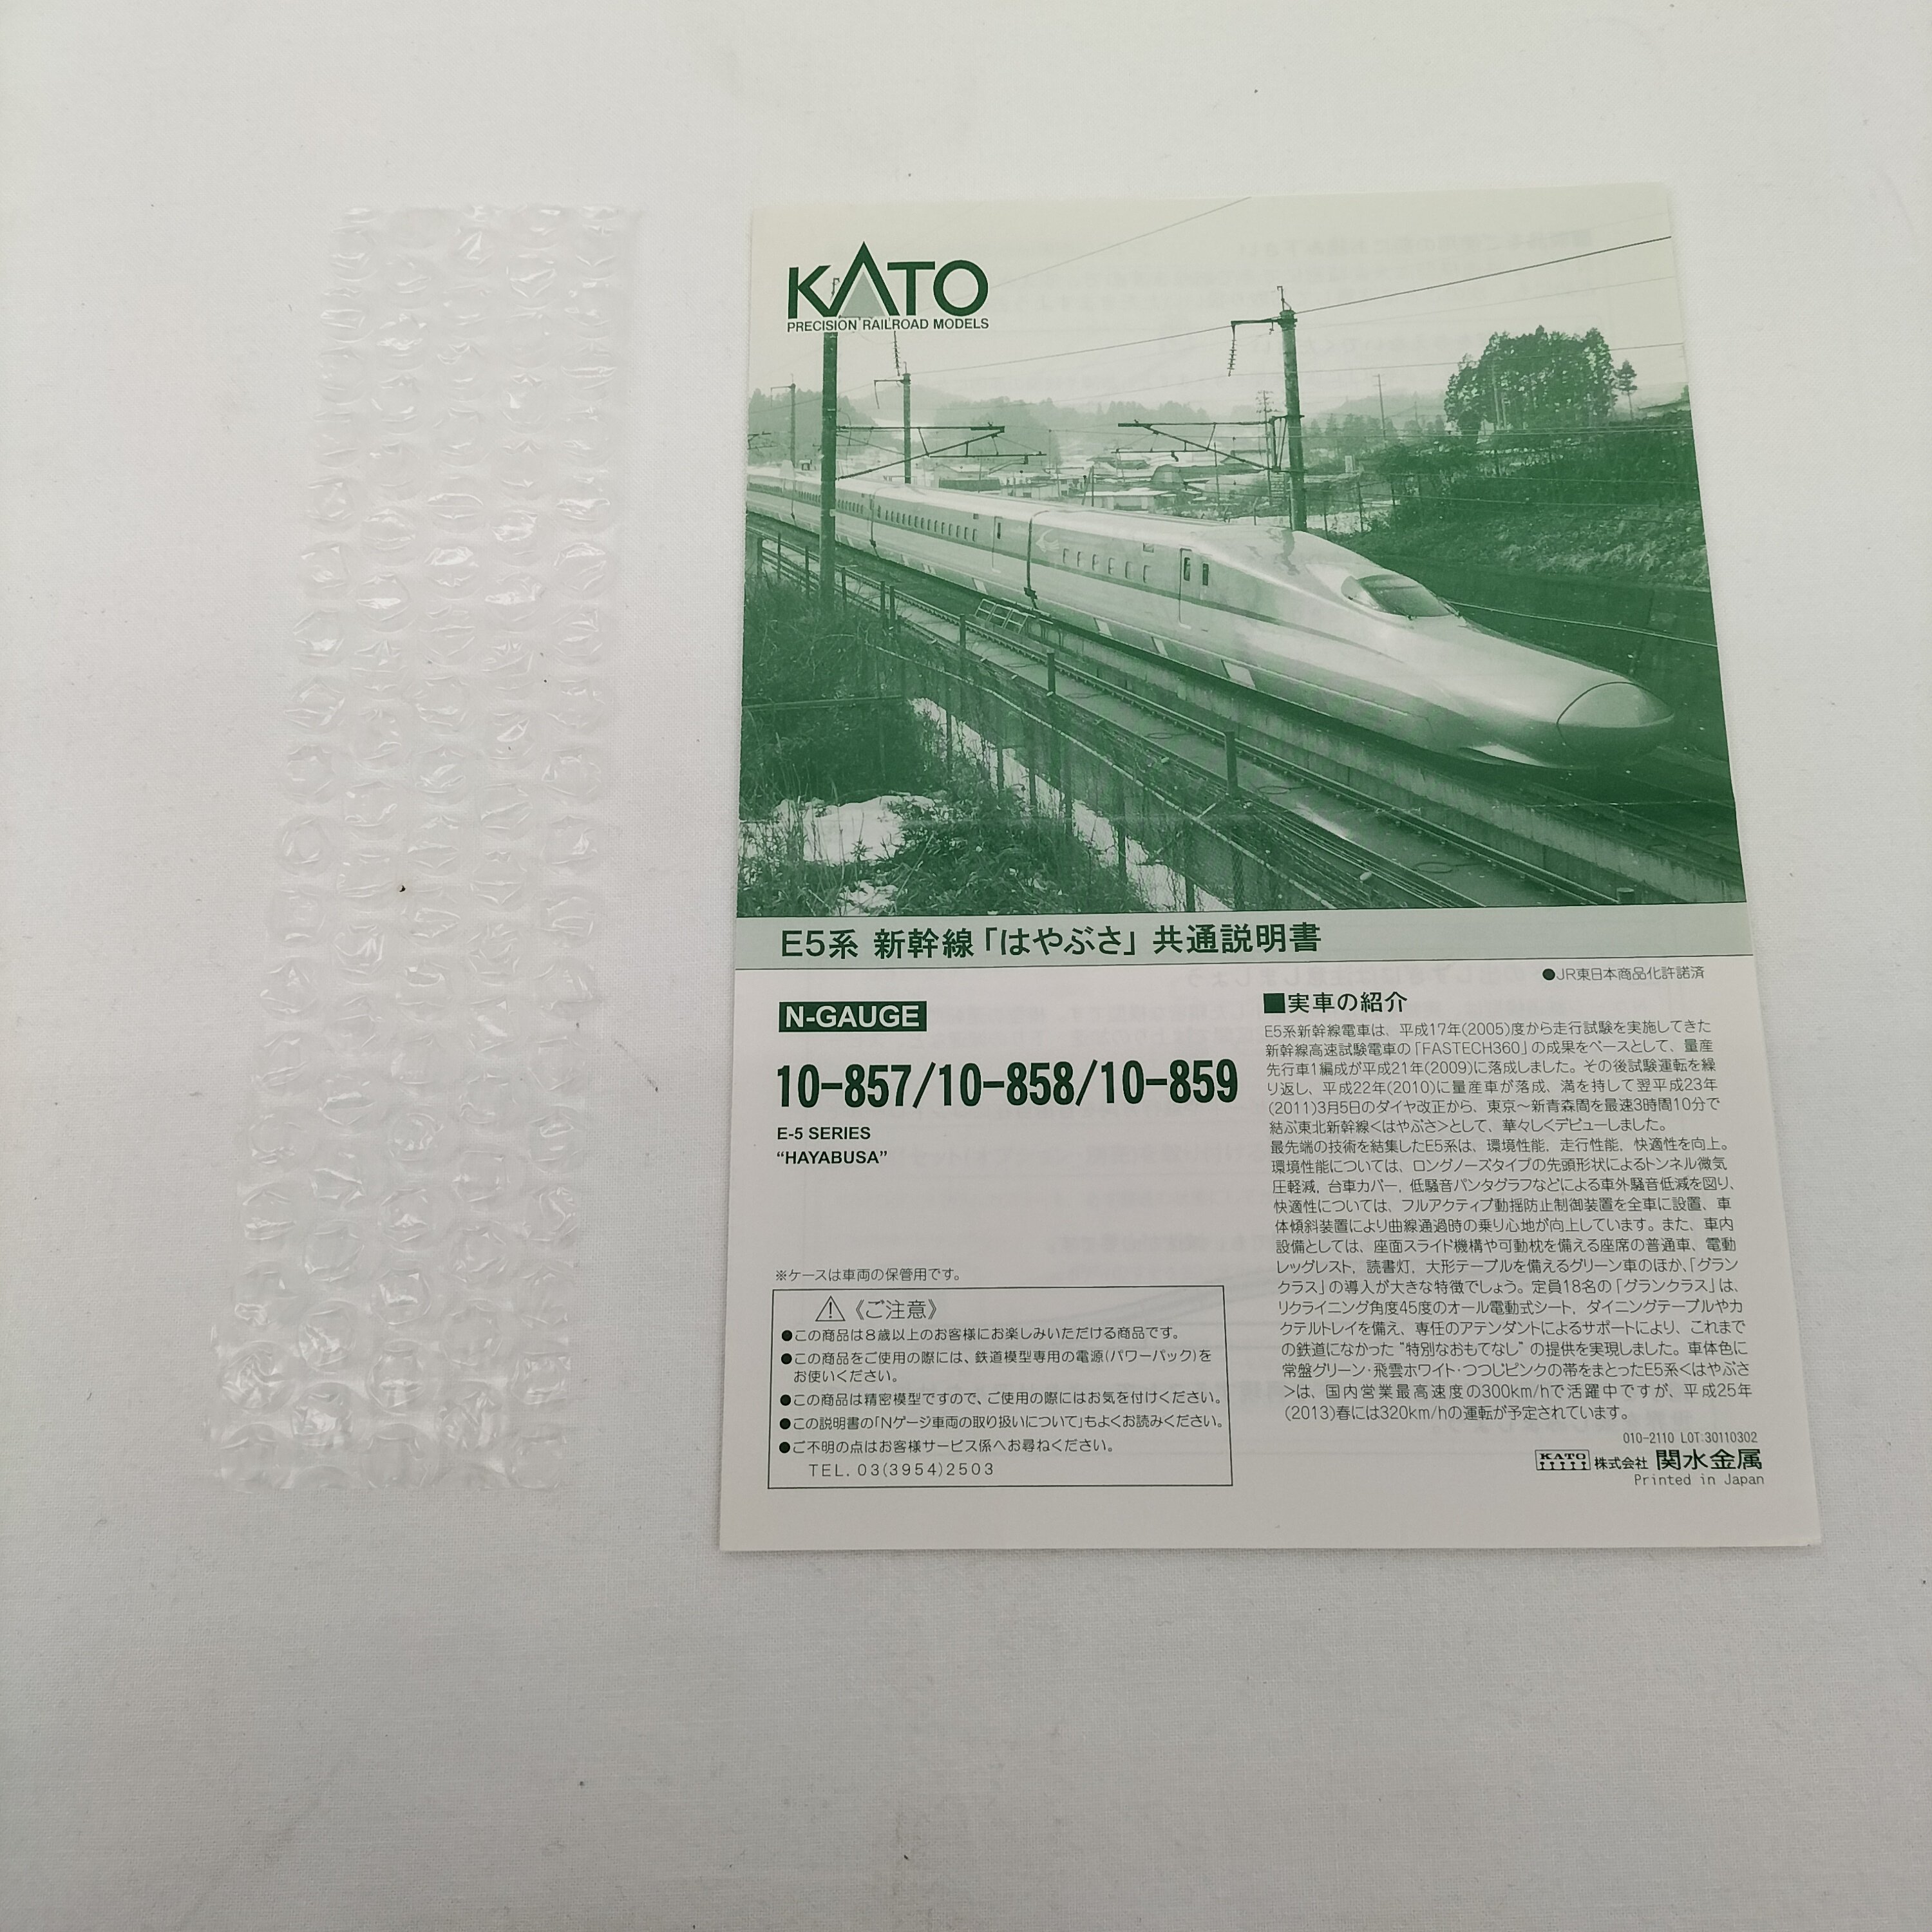 KATO
PRECISION RAILROAD MODELS
E5系 新幹線「はやぶさ」共通説明書
●JR東日本商品化許諾済
N-GAUGE
10-857/10-858/10-859
E-5 SERIES
“HAYABUSA”
※ケースは車両の保管用です。
《ご注意》
●この商品は8歳以上のお客様にお楽しみいただける商品です。
●この商品をご使用の際には、鉄道模型専用の電源(パワーパック)を
お使いください。
●この商品は精密模型ですので、ご使用の際にはお気を付けください。
●この説明書の「Nゲージ車両の取り扱いについて」もよくお読みください。
●ご不明の点はお客様サービス係へお尋ねください。
TEL. 03(3954)2503
■実車の紹介
E5系新幹線電車は、平成17年(2005)度から走行試験を実施してきた
新幹線高速試験電車の「FASTECH360」の成果をベースとして、量産
先行車1編成が平成21年(2009)に落成しました。その後試験運転を繰
り返し、平成22年(2010)に量産車が落成、満を持して翌平成23年
(2011)3月5日のダイヤ改正から、東京～新青森間を最速3時間10分で
結ぶ東北新幹線<はやぶさ>として、華々しくデビューしました。
最先端の技術を結集したE5系は、環境性能，走行性能，快適性を向上。
環境性能については、ロングノーズタイプの先頭形状によるトンネル微気
圧軽減，台車カバー，低騒音パンタグラフなどによる車外騒音低減を図り、
快適性については、フルアクティブ動揺防止制御装置を全車に設置、車
体傾斜装置により曲線通過時の乗り心地が向上しています。また、車内
設備としては、座面スライド機構や可動枕を備える座席の普通車、電動
レッグレスト，読書灯，大形テーブルを備えるグリーン車のほか、「グラン
クラス」の導入が大きな特徴でしょう。定員18名の「グランクラス」は、
リクライニング角度45度のオール電動式シート，ダイニングテーブルやカ
クテルトレイを備え、専任のアテンダントによるサポートにより、これまで
の鉄道になかった “特別なおもてなし” の提供を実現しました。車体色に
常盤グリーン・飛雲ホワイト・つつじピンクの帯をまとったE5系<はやぶさ
>は、国内営業最高速度の300km/hで活躍中ですが、平成25年
(2013)春には320km/hの運転が予定されています。
010-2110 LOT:30110302
KATO 株式会社 関水金属
Printed in Japan